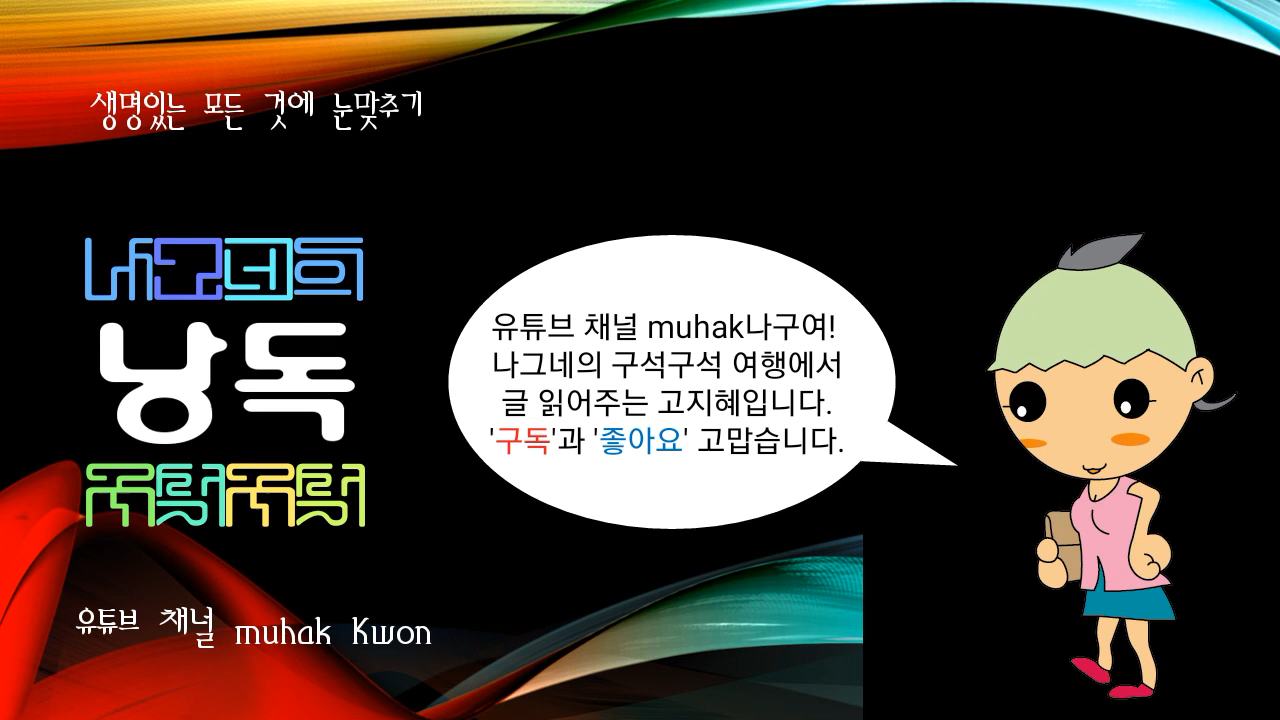 생명있는 모든 것에 눈맞추기
나그네의
낭독
구석구석
유튜브 채널 muhak나구여!
나그네의 구석구석 여행에서
글 읽어주는 고지혜입니다.
'구독'과 '좋아요' 고맙습니다.
유튜브 채널 muhak Kwon